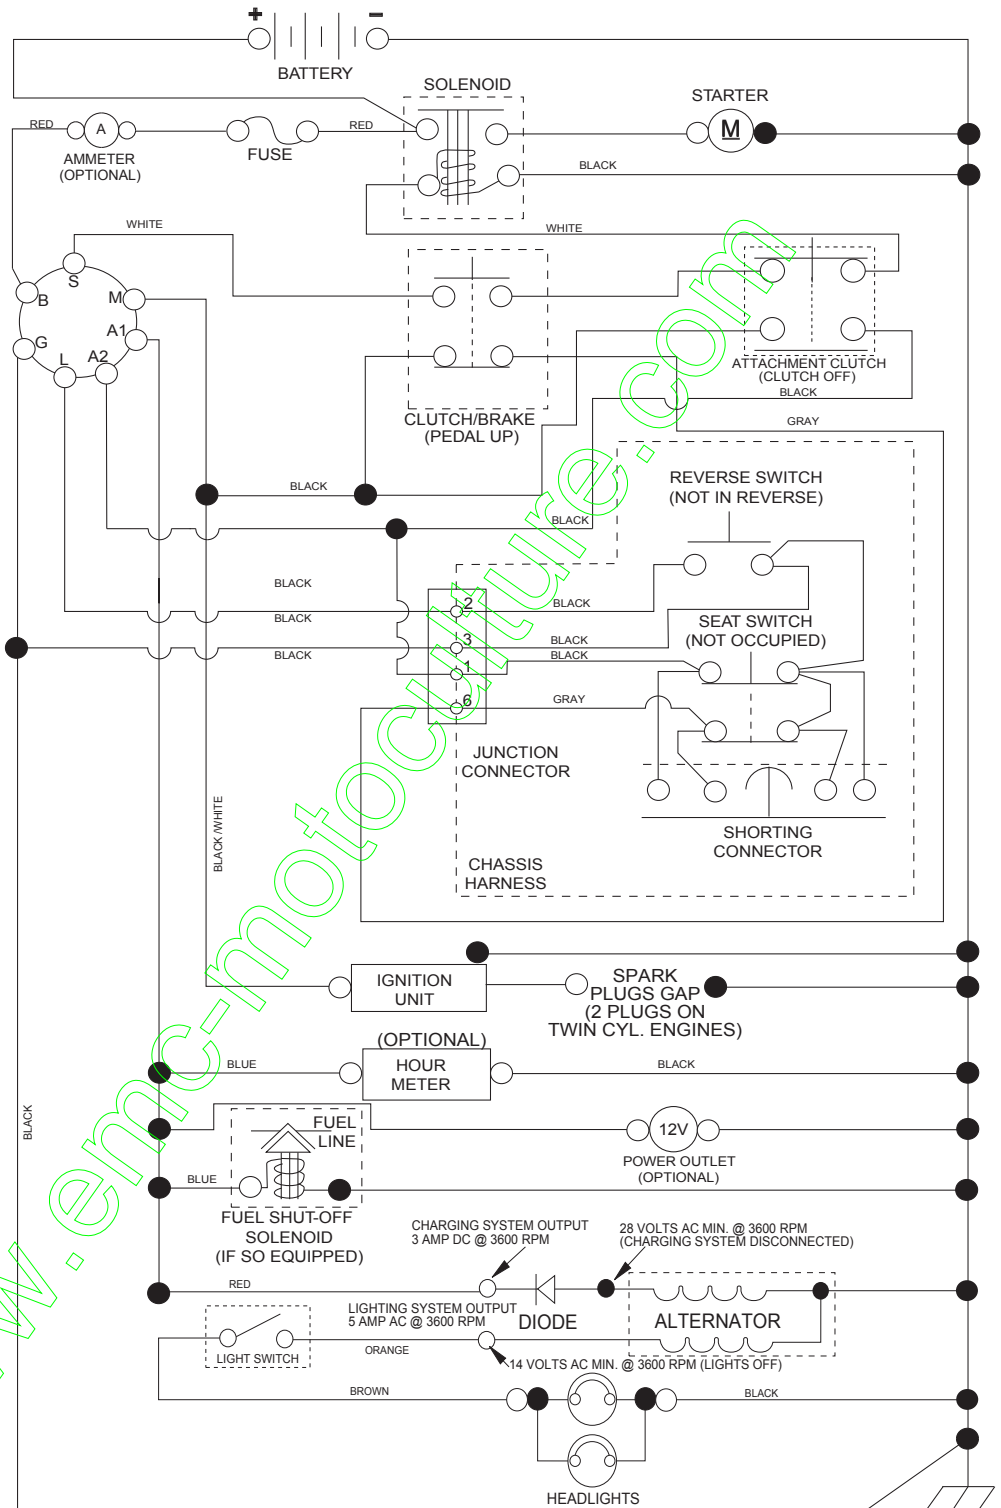 + −
BATTERY
SOLENOID
STARTER
RED
A
RED
M
FUSE
AMMETER
(OPTIONAL)
BLACK
WHITE
WHITE
S
B
M
A1
G
L
A2
ATTACHMENT CLUTCH
(CLUTCH OFF)
BLACK
CLUTCH/BRAKE
(PEDAL UP)
GRAY
REVERSE SWITCH
(NOT IN REVERSE)
BLACK
BLACK
BLACK
2
BLACK
BLACK
SEAT SWITCH
(NOT OCCUPIED)
3
BLACK
BLACK
BLACK
1
6
GRAY
JUNCTION
CONNECTOR
SHORTING
CONNECTOR
BLACK/WHITE
CHASSIS
HARNESS
IGNITION
UNIT
SPARK
PLUGS GAP
(2 PLUGS ON
TWIN CYL. ENGINES)
(OPTIONAL)
HOUR
METER
BLUE
BLACK
BLACK
FUEL
LINE
12V
POWER OUTLET
(OPTIONAL)
BLUE
FUEL SHUT-OFF
SOLENOID
(IF SO EQUIPPED)
CHARGING SYSTEM OUTPUT
3 AMP DC @ 3600 RPM
28 VOLTS AC MIN. @ 3600 RPM
(CHARGING SYSTEM DISCONNECTED)
RED
LIGHTING SYSTEM OUTPUT
5 AMP AC @ 3600 RPM
DIODE
ALTERNATOR
LIGHT SWITCH
ORANGE
14 VOLTS AC MIN. @ 3600 RPM (LIGHTS OFF)
BROWN
BLACK
HEADLIGHTS
w.emc-motoculture.com